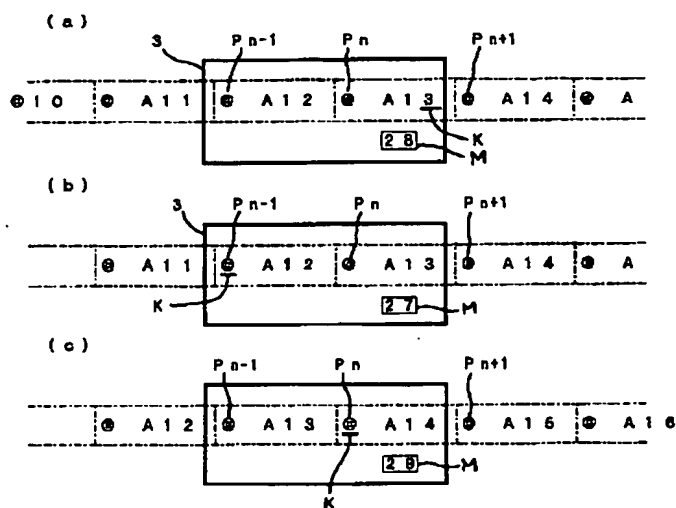 (a)
3 Pn-1 Pn Pn+1
⊕10 ⊕ A11 ⊕ A12 ⊕ A13 ⊕ A14 ⊕ A
K
28
M
(b)
3 Pn-1 Pn Pn+1
⊕ A11 ⊕ A12 ⊕ A13 ⊕ A14 ⊕ A
K
27 M
(c)
Pn-1 Pn Pn+1
⊕ A12 ⊕ A13 ⊕ A14 ⊕ A15 ⊕ A16
29 M
K